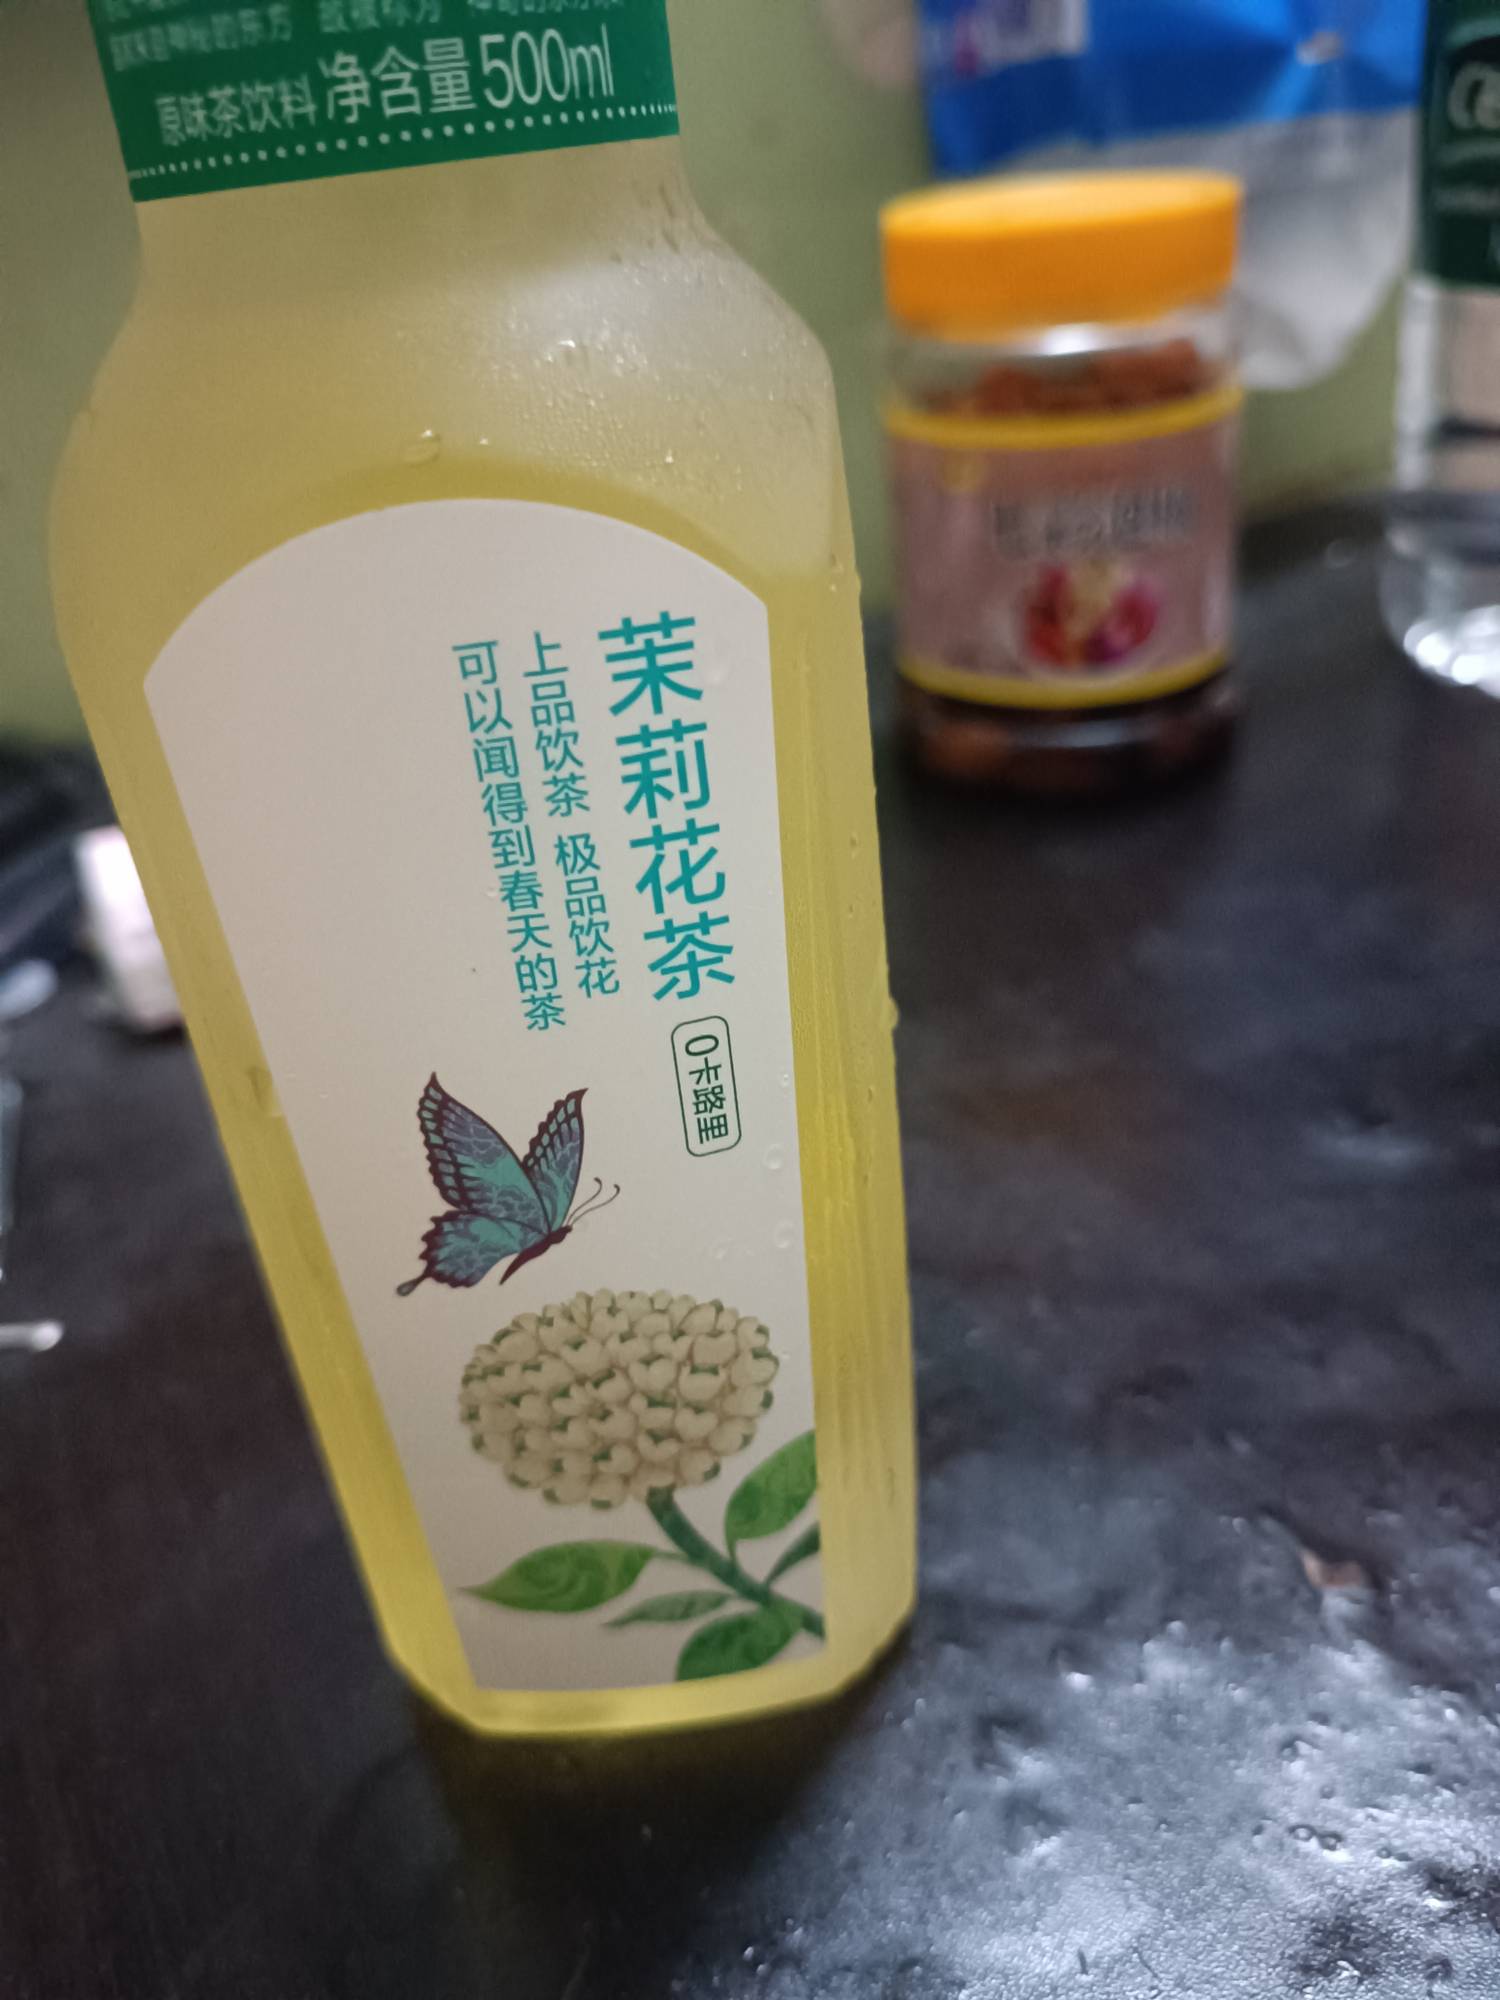 原味茶饮料 净含量500ml
茉莉花茶
0卡路里
上品饮茶 极品饮花
可以闻得到春天的茶